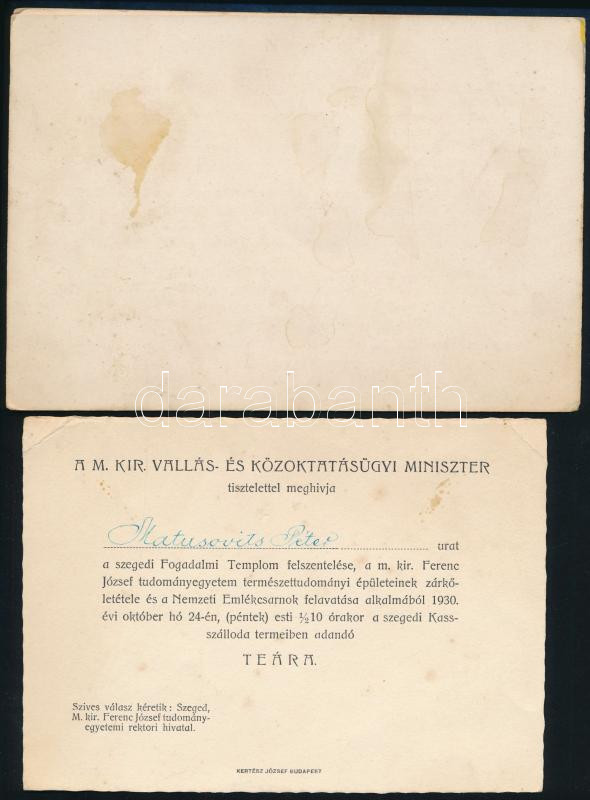 darabanth
A M. KIR. VALLÁS- ÉS KÖZOKTATÁSÜGYI MINISZTER
tisztelettel meghivja
Matusovits Péter urat
a szegedi Fogadalmi Templom felszentelése, a m. kir. Ferenc
József tudományegyetem természettudományi épületeinek zárkő-
letétele és a Nemzeti Emlékcsarnok felavatása alkalmából 1930.
évi október hó 24-én, (péntek) esti ½10 órakor a szegedi Kass-
szálloda termeiben adandó
TEÁRA.
Szives válasz kéretik: Szeged,
M. kir. Ferenc József tudomány-
egyetemi rektori hivatal.
KERTÉSZ JÓZSEF BUDAPEST